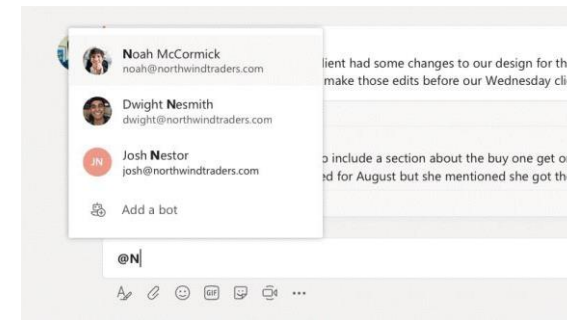 Noah McCormick
noah@northwindtraders.com
Dwight Nesmith
dwight@northwindtraders.com
JN
Josh Nestor
josh@northwindtraders.com
Add a bot
lient had some changes to our design for th
make those edits before our Wednesday cli
o include a section about the buy one get o
ed for August but she mentioned she got th
@N
GIF